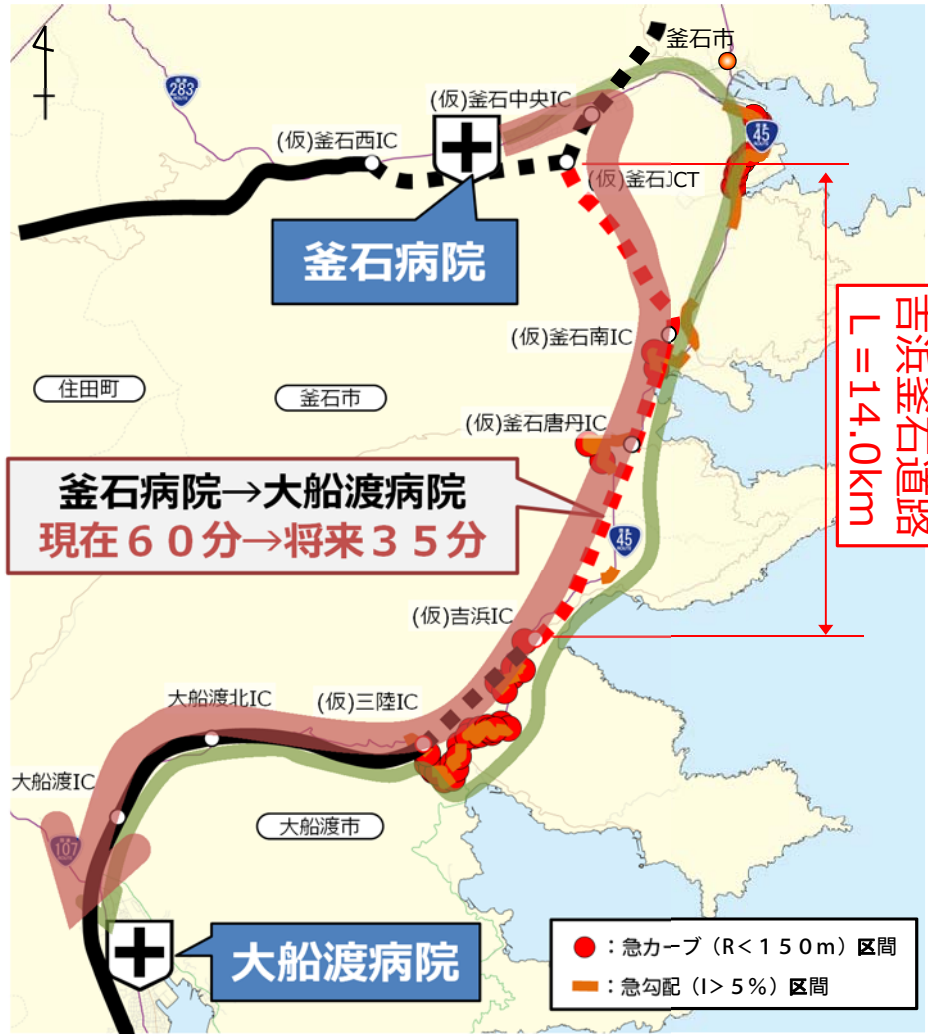 釜石市
283
ROUTE
(仮)釜石中央IC
45
ROUTE
(仮)釜石西IC
(仮)釜石JCT
釜石病院
(仮)釜石南IC
吉浜釜石道路
L=14.0km
住田町
釜石市
(仮)釜石唐丹IC
釜石病院→大船渡病院
現在60分→将来35分
45
ROUTE
(仮)吉浜IC
大船渡北IC
(仮)三陸IC
大船渡IC
107
ROUTE
大船渡市
大船渡病院
:急カーブ(R<150m)区間
:急勾配(I>5%)区間